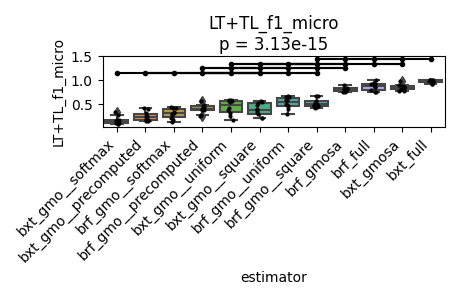 LT+TL_f1_micro
p = 3.13e-15
LT+TL_f1_micro
1.5
1.0
0.5
bxt_gmo__softmax
bxt_gmo__precomputed
brf_gmo__softmax
brf_gmo__precomputed
bxt_gmo__uniform
bxt_gmo__square
brf_gmo__uniform
brf_gmo__square
brf_gmosa
brf_full
bxt_gmosa
bxt_full
estimator